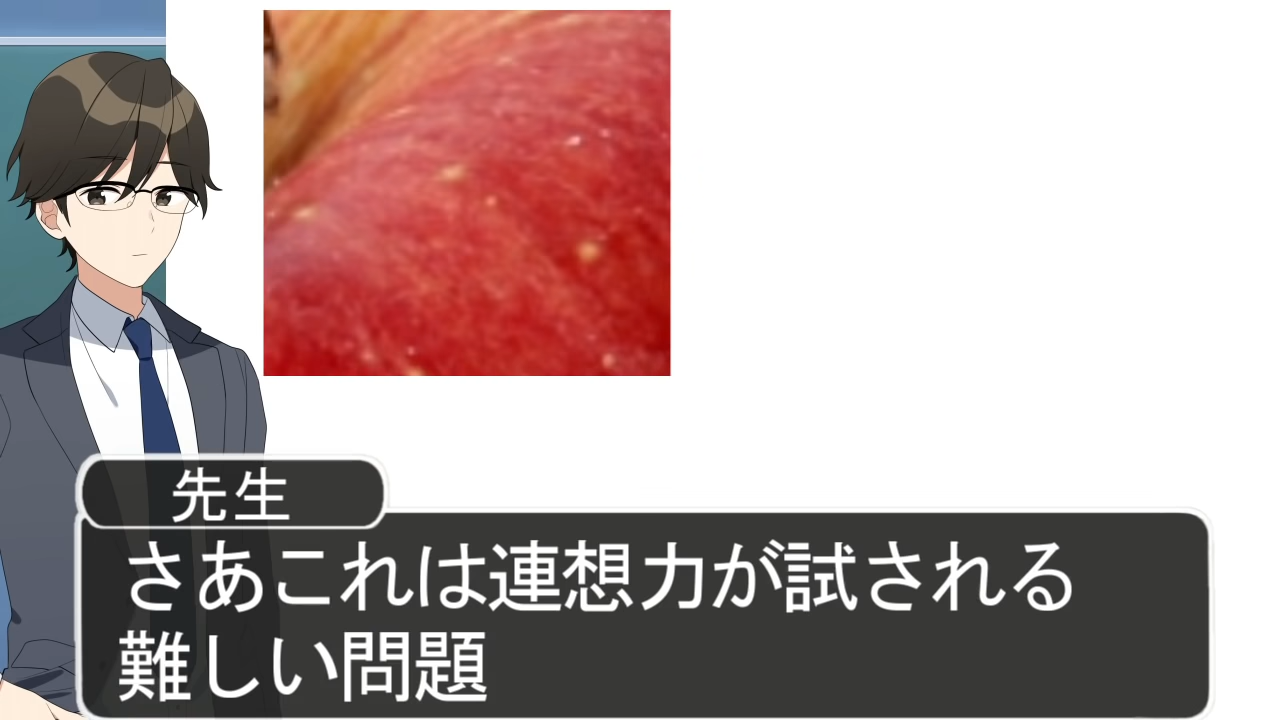 先生
さあこれは連想力が試される
難しい問題